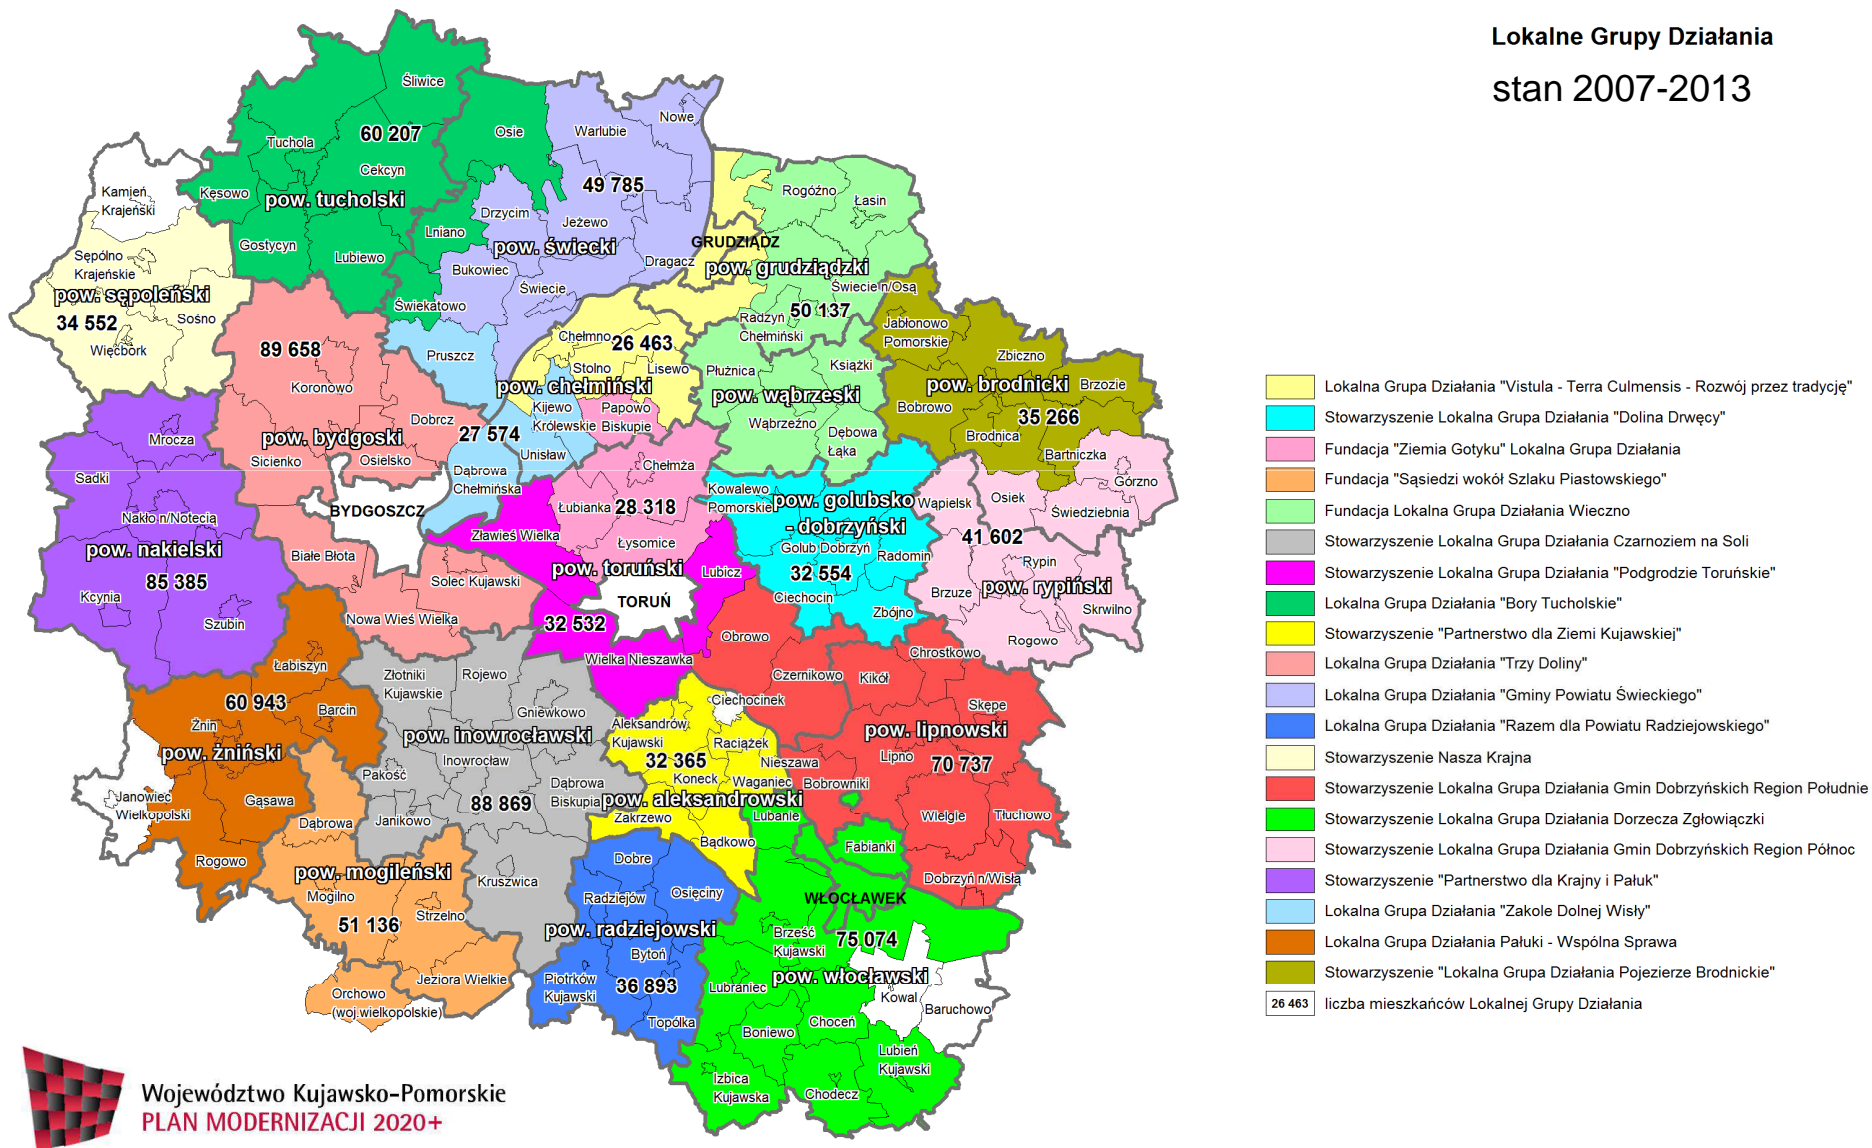 Lokalne Grupy Działania
stan 2007-2013
Śliwice
Tuchola
60 207
Cekcyn
Kęsowo
pow. tucholski
Gostycyn
Lubiewo
Osie
Lniano
Świekatowo
Warlubie
Nowe
49 785
Drzycim
Jeżewo
pow. świecki
Bukowiec
Świecie
Dragacz
Kamień
Krajeński
Sępólno
Krajeńskie
pow. sępoleński
34 552
Sośno
Więcbork
GRUDZIĄDZ
Rogóźno
Łasin
pow. grudziądzki
Świecie n/Osą
50 137
Radzyń
Chełmiński
89 658
Koronowo
Dobrcz
pow. bydgoski
Sicienko
Osielsko
BYDGOSZCZ
Białe Błota
Solec Kujawski
Nowa Wieś Wielka
Pruszcz
27 574
Dąbrowa
Chełmińska
Chełmno
26 463
Stolno
Lisewo
pow. chełmiński
Kijewo
Królewskie
Papowo
Biskupie
Unisław
Płużnica
Książki
pow. wąbrzeski
Wąbrzeźno
Dębowa
Łąka
Jabłonowo
Pomorskie
Zbiczno
pow. brodnicki
Brzozie
Bobrowo
35 266
Brodnica
Bartniczka
Górzno
Osiek
Świedziebnia
Wąpielsk
41 602
Rypin
pow. rypiński
Brzuze
Skrwilno
Rogowo
Mrocza
Sadki
Nakło n/Notecią
pow. nakielski
85 385
Kcynia
Szubin
Chełmża
Łubianka
28 318
Zławieś Wielka
Łysomice
pow. toruński
Lubicz
TORUŃ
32 532
Wielka Nieszawka
Obrowo
Czernikowo
Kowalewo
Pomorskie
pow. golubsko
- dobrzyński
Golub Dobrzyń
Radomin
32 554
Ciechocin
Zbójno
Łabiszyn
60 943
Barcin
Żnin
pow. żniński
Gąsawa
Janowiec
Wielkopolski
Rogowo
Złotniki
Kujawskie
Rojewo
Gniewkowo
pow. inowrocławski
Inowrocław
Pakość
Dąbrowa
Biskupia
88 869
Janikowo
Kruszwica
Ciechocinek
Aleksandrów
Kujawski
Raciążek
32 365
Nieszawa
Koneck
Waganiec
pow. aleksandrowski
Zakrzewo
Bądkowo
Chrostkowo
Kikół
Skępe
pow. lipnowski
Lipno
70 737
Bobrowniki
Wielgie
Tłuchowo
Dobrzyń n/Wisłą
Dąbrowa
pow. mogileński
Mogilno
Strzelno
51 136
Jeziora Wielkie
Orchowo
(woj.wielkopolskie)
Dobre
Radziejów
Osięciny
pow. radziejowski
Bytoń
Piotrków
Kujawski
36 893
Topólka
Lubanie
Fabianki
WŁOCŁAWEK
Brześć
Kujawski
75 074
pow. włocławski
Lubraniec
Kowal
Baruchowo
Boniewo
Choceń
Lubień
Kujawski
Izbica
Kujawska
Chodecz
Lokalna Grupa Działania "Vistula - Terra Culmensis - Rozwój przez tradycję"
Stowarzyszenie Lokalna Grupa Działania "Dolina Drwęcy"
Fundacja "Ziemia Gotyku" Lokalna Grupa Działania
Fundacja "Sąsiedzi wokół Szlaku Piastowskiego"
Fundacja Lokalna Grupa Działania Wieczno
Stowarzyszenie Lokalna Grupa Działania Czarnoziem na Soli
Stowarzyszenie Lokalna Grupa Działania "Podgrodzie Toruńskie"
Lokalna Grupa Działania "Bory Tucholskie"
Stowarzyszenie "Partnerstwo dla Ziemi Kujawskiej"
Lokalna Grupa Działania "Trzy Doliny"
Lokalna Grupa Działania "Gminy Powiatu Świeckiego"
Lokalna Grupa Działania "Razem dla Powiatu Radziejowskiego"
Stowarzyszenie Nasza Krajna
Stowarzyszenie Lokalna Grupa Działania Gmin Dobrzyńskich Region Południe
Stowarzyszenie Lokalna Grupa Działania Dorzecza Zgłowiączki
Stowarzyszenie Lokalna Grupa Działania Gmin Dobrzyńskich Region Północ
Stowarzyszenie "Partnerstwo dla Krajny i Pałuk"
Lokalna Grupa Działania "Zakole Dolnej Wisły"
Lokalna Grupa Działania Pałuki - Wspólna Sprawa
Stowarzyszenie "Lokalna Grupa Działania Pojezierze Brodnickie"
26 463 liczba mieszkańców Lokalnej Grupy Działania
Województwo Kujawsko-Pomorskie
PLAN MODERNIZACJI 2020+